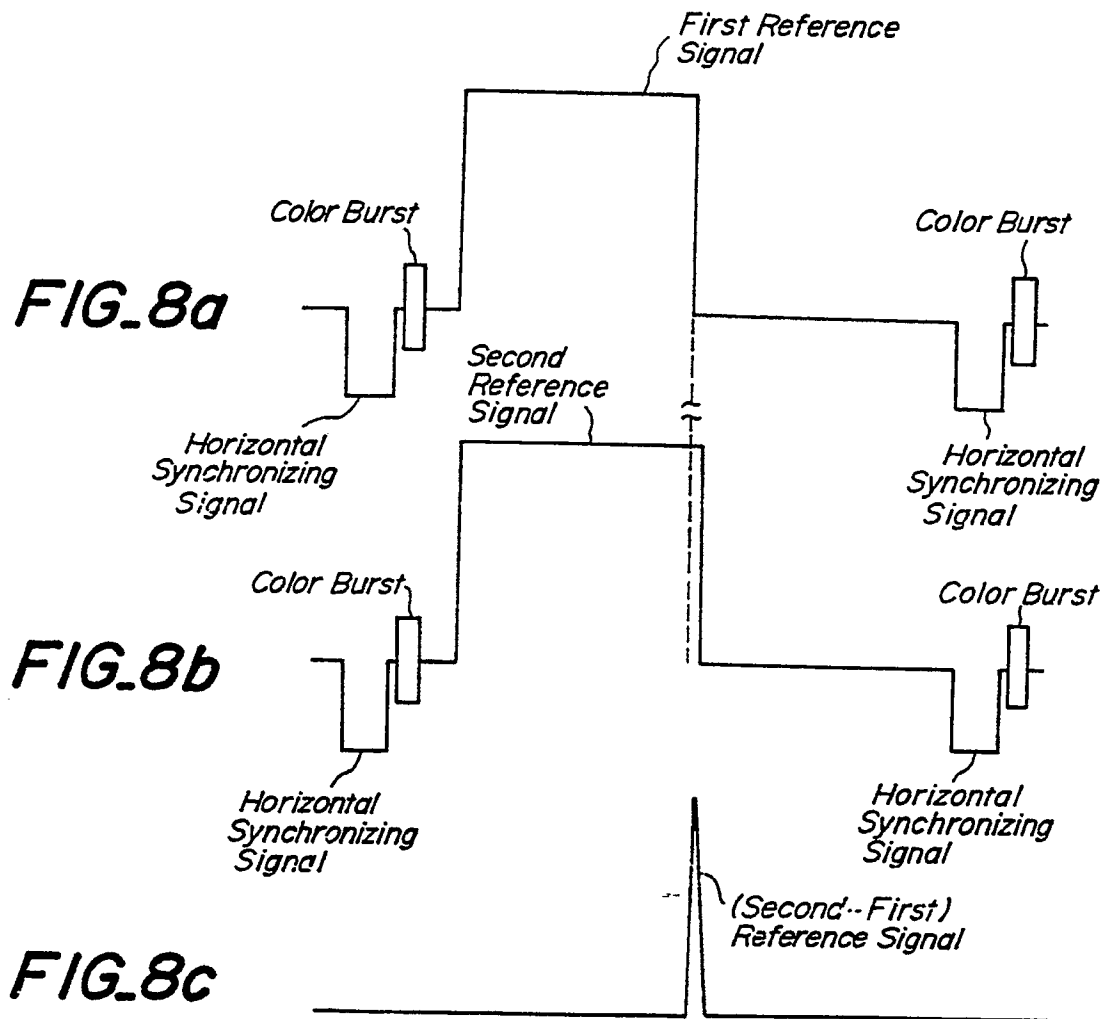 First Reference
Signal
Color Burst
Color Burst
FIG_8a
Second
Reference
Signal
Horizontal
Synchronizing
Signal
Horizontal
Synchronizing
Signal
Color Burst
Color Burst
FIG_8b
Horizontal
Synchronizing
Signal
Horizontal
Synchronizing
Signal
(Second--First)
Reference Signal
FIG_8c